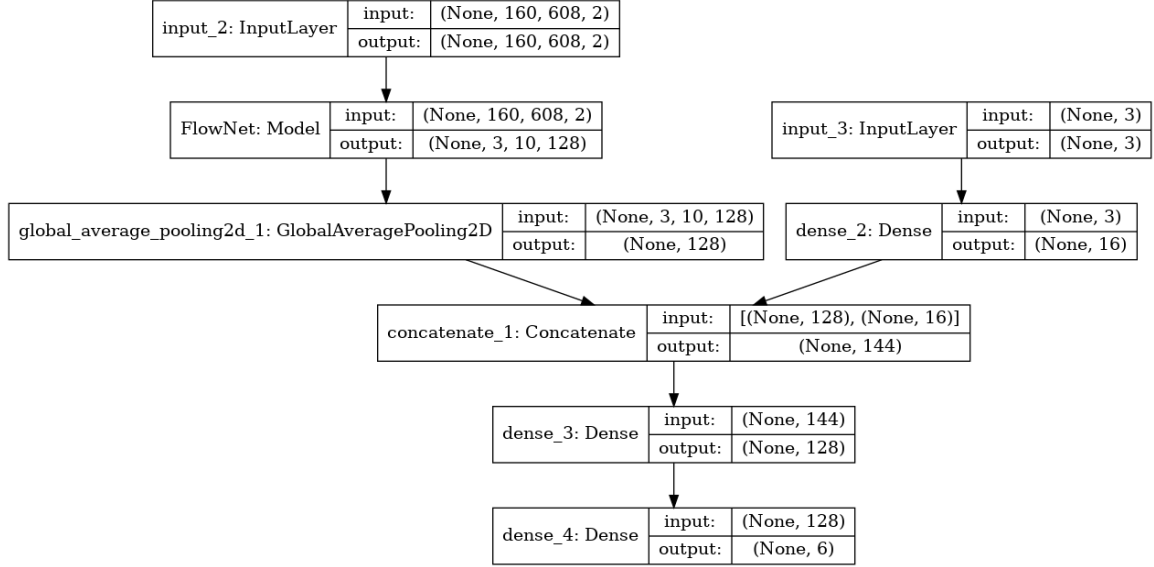 input_2: InputLayer
input: (None, 160, 608, 2)
output: (None, 160, 608, 2)
FlowNet: Model
input: (None, 160, 608, 2)
output: (None, 3, 10, 128)
input_3: InputLayer
input: (None, 3)
output: (None, 3)
global_average_pooling2d_1: GlobalAveragePooling2D
input: (None, 3, 10, 128)
output: (None, 128)
dense_2: Dense
input: (None, 3)
output: (None, 16)
concatenate_1: Concatenate
input: [(None, 128), (None, 16)]
output: (None, 144)
dense_3: Dense
input: (None, 144)
output: (None, 128)
dense_4: Dense
input: (None, 128)
output: (None, 6)